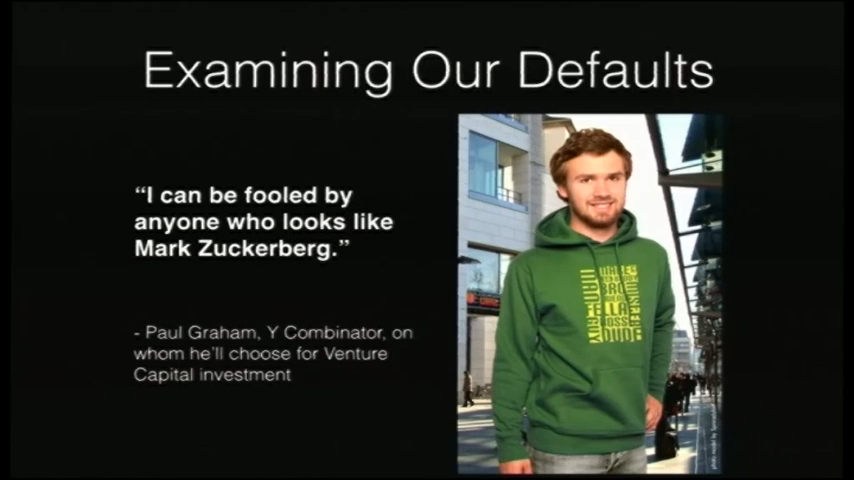 Examining Our Defaults
“I can be fooled by
anyone who looks like
Mark Zuckerberg.”
- Paul Graham, Y Combinator, on
whom he'll choose for Venture
Capital investment
DUDE